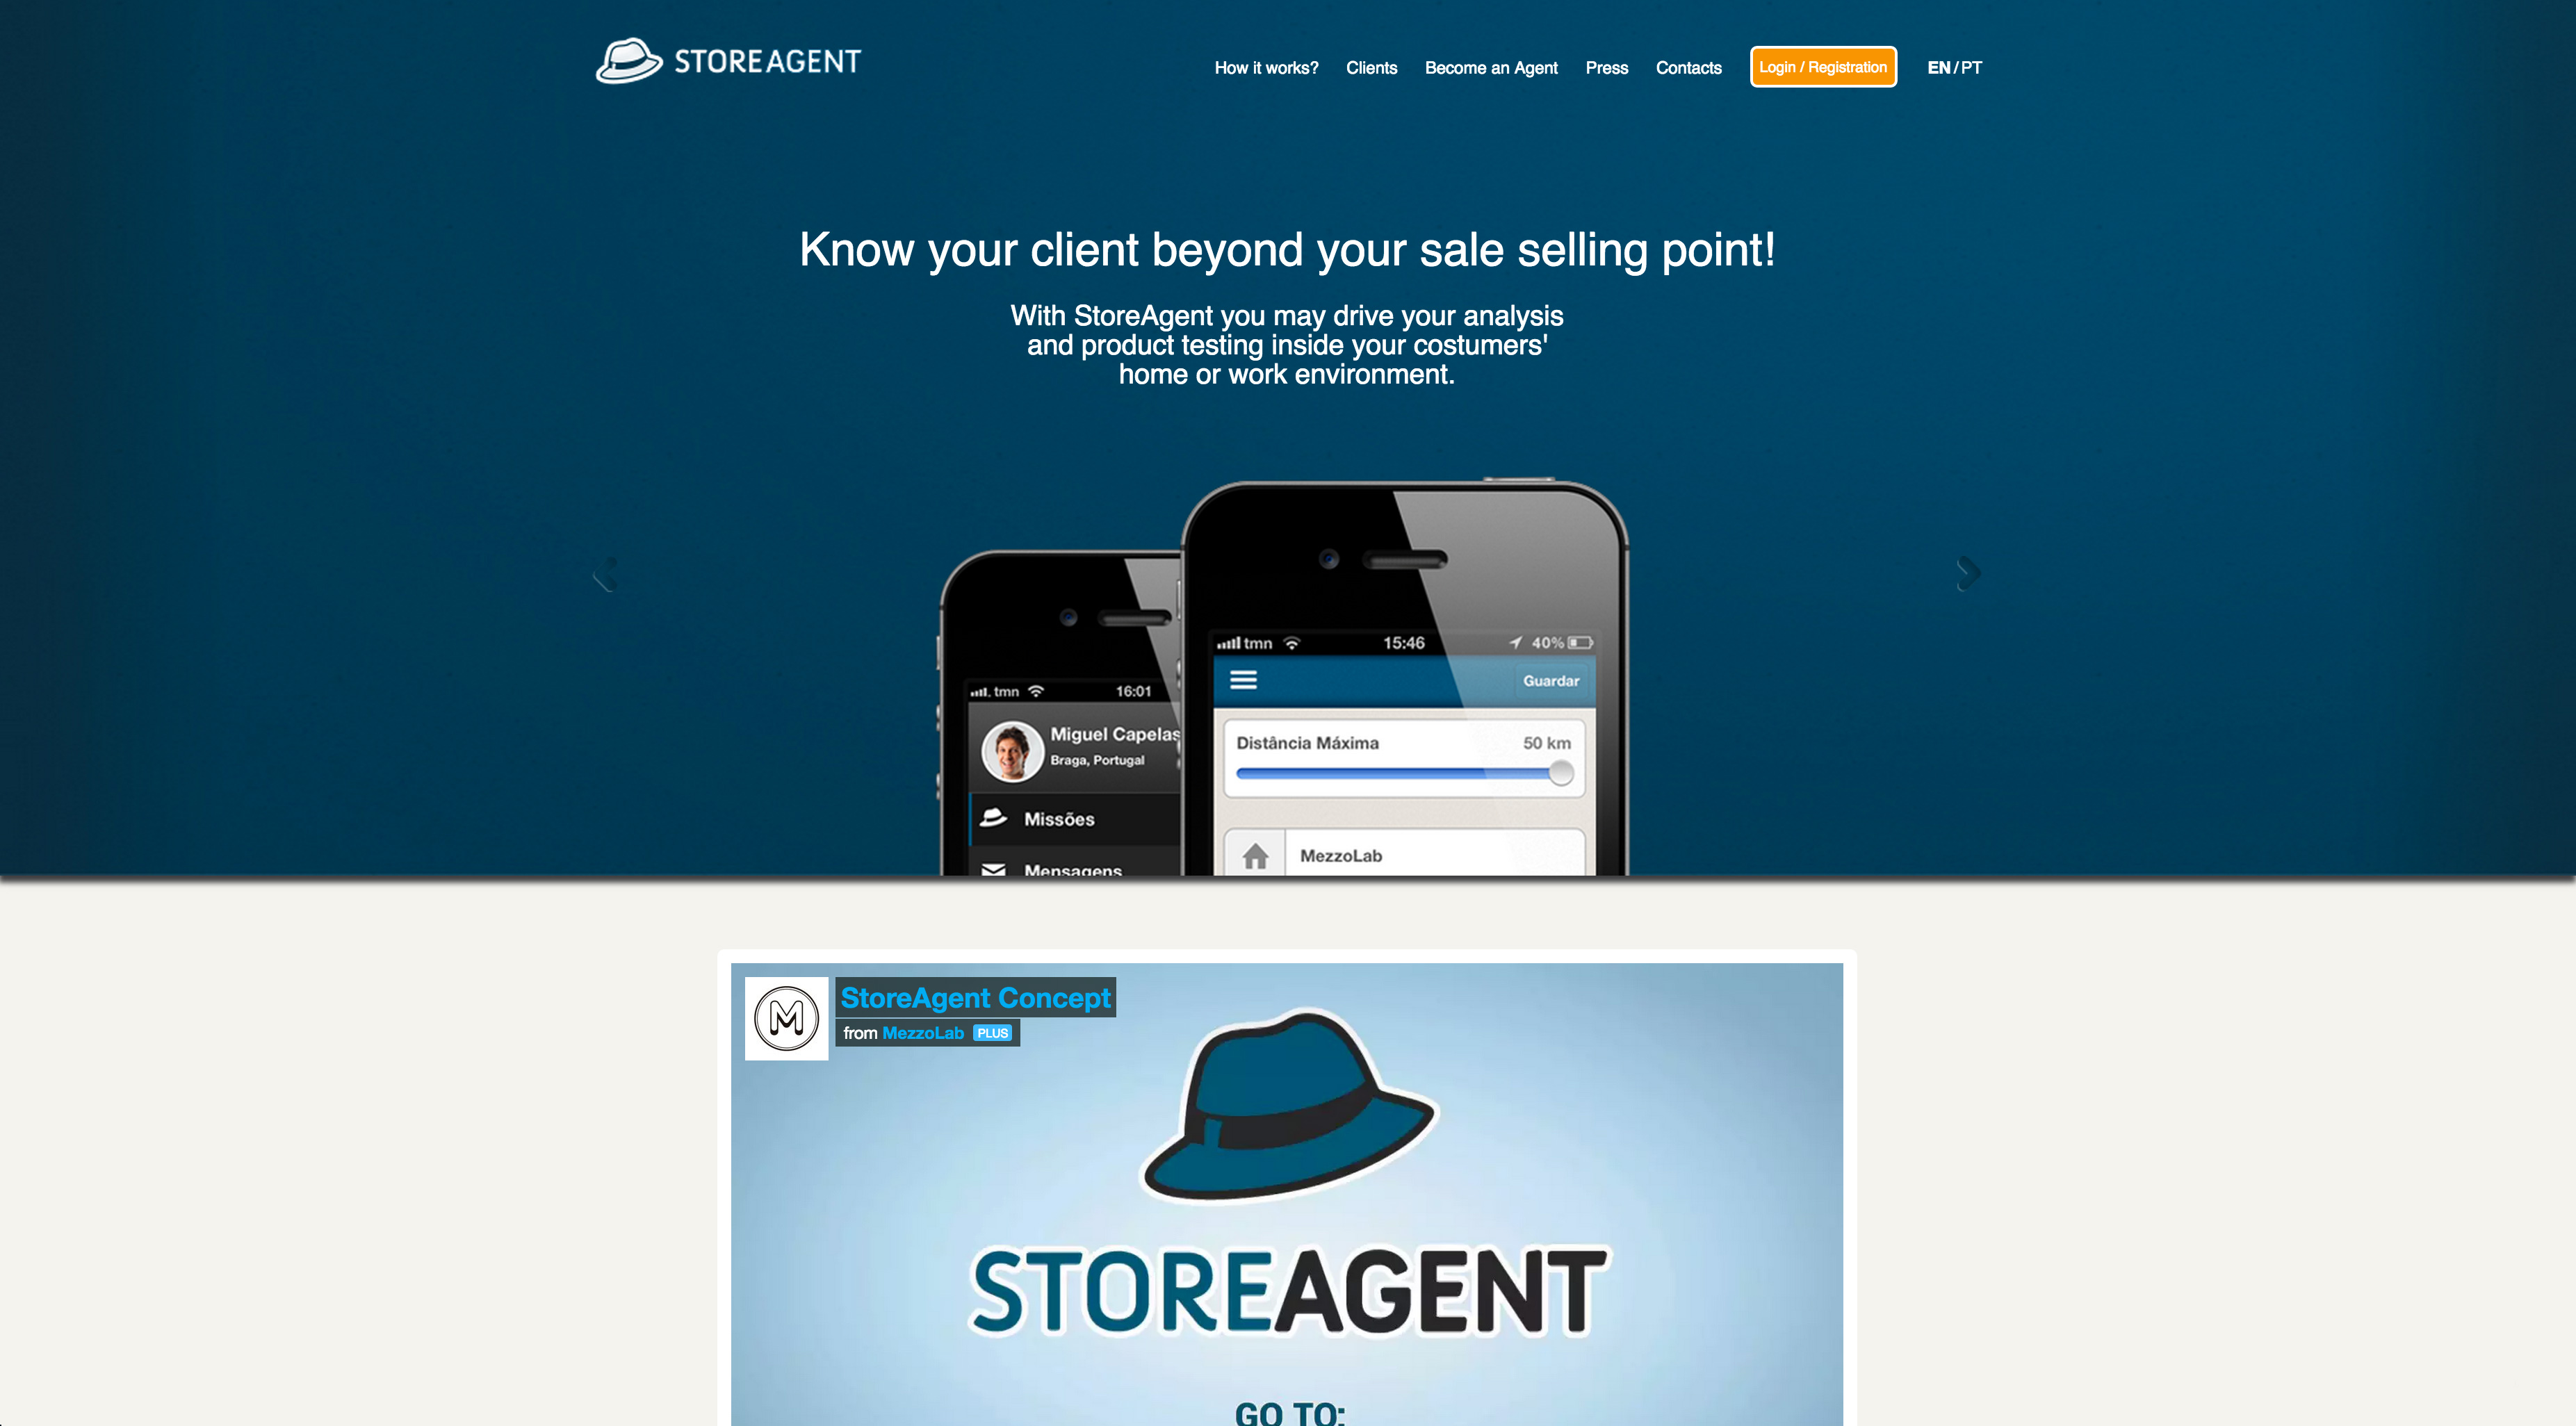 STOREAGENT
How it works? Clients Become an Agent Press Contacts Login / Registration EN / PT
Know your client beyond your sale selling point!
With StoreAgent you may drive your analysis
and product testing inside your costumers'
home or work environment.
tmn 16:01
Miguel Capelas
Braga, Portugal
Missões
Mensagens
tmn 15:46 40%
Guardar
Distância Máxima 50 km
MezzoLab
M
StoreAgent Concept
from MezzoLab PLUS
STOREAGENT
GO TO: